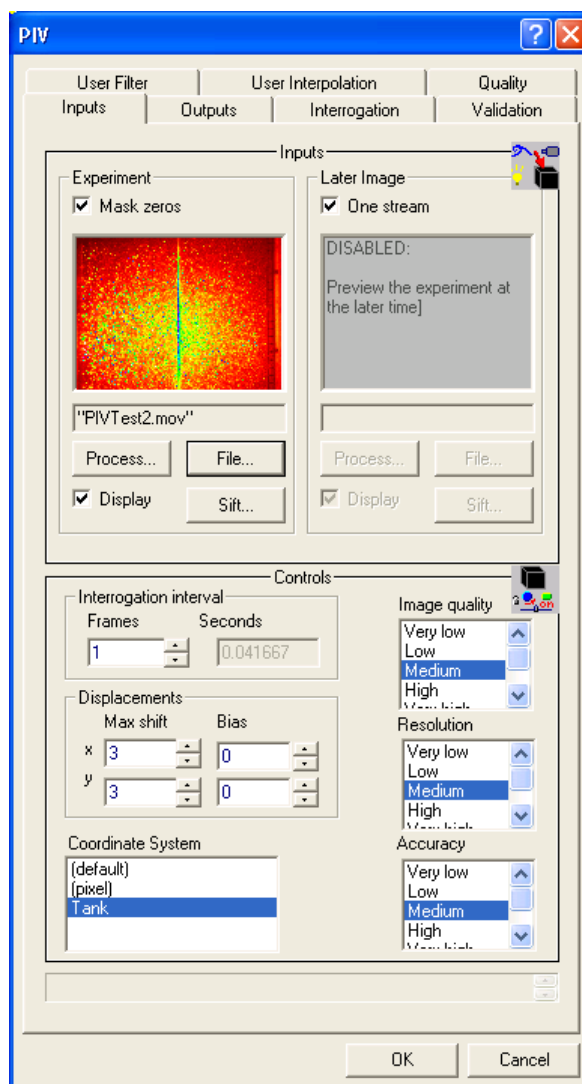 PIV
User Filter
User Interpolation
Quality
Inputs
Outputs
Interrogation
Validation
Inputs
Experiment
Mask zeros
"PIVTest2.mov"
Process...
File...
Display
Sift...
Later Image
One stream
DISABLED:
Preview the experiment at
the later time]
Process...
File...
Display
Sift...
Controls
Interrogation interval
Frames
Seconds
1
0.041667
Displacements
Max shift
Bias
x
3
0
y
3
0
Coordinate System
(default)
(pixel)
Tank
Image quality
Very low
Low
Medium
High
Resolution
Very low
Low
Medium
High
Accuracy
Very low
Low
Medium
High
OK
Cancel